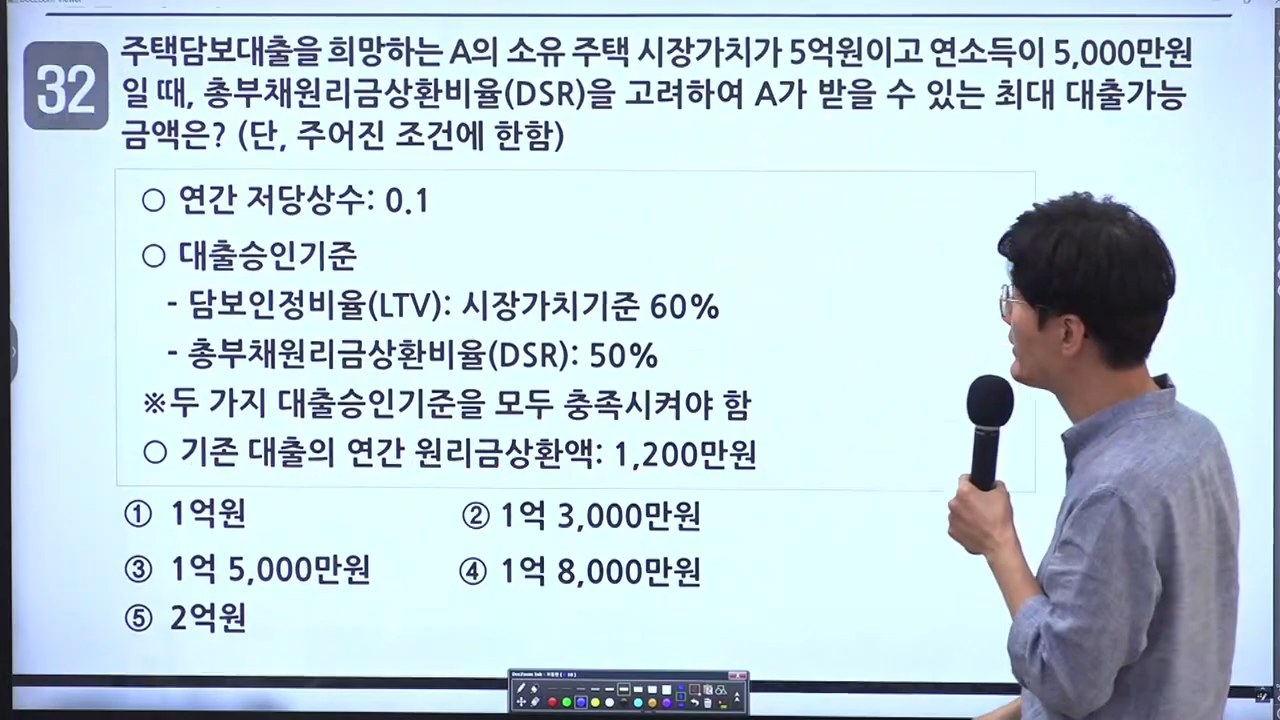 32
주택담보대출을 희망하는 A의 소유 주택 시장가치가 5억원이고 연소득이 5,000만원
일 때, 총부채원리금상환비율(DSR)을 고려하여 A가 받을 수 있는 최대 대출가능
금액은? (단, 주어진 조건에 한함)
○ 연간 저당상수: 0.1
○ 대출승인기준
- 담보인정비율(LTV): 시장가치기준 60%
- 총부채원리금상환비율(DSR): 50%
※두 가지 대출승인기준을 모두 충족시켜야 함
○ 기존 대출의 연간 원리금상환액: 1,200만원
① 1억원 ② 1억 3,000만원
③ 1억 5,000만원 ④ 1억 8,000만원
⑤ 2억원